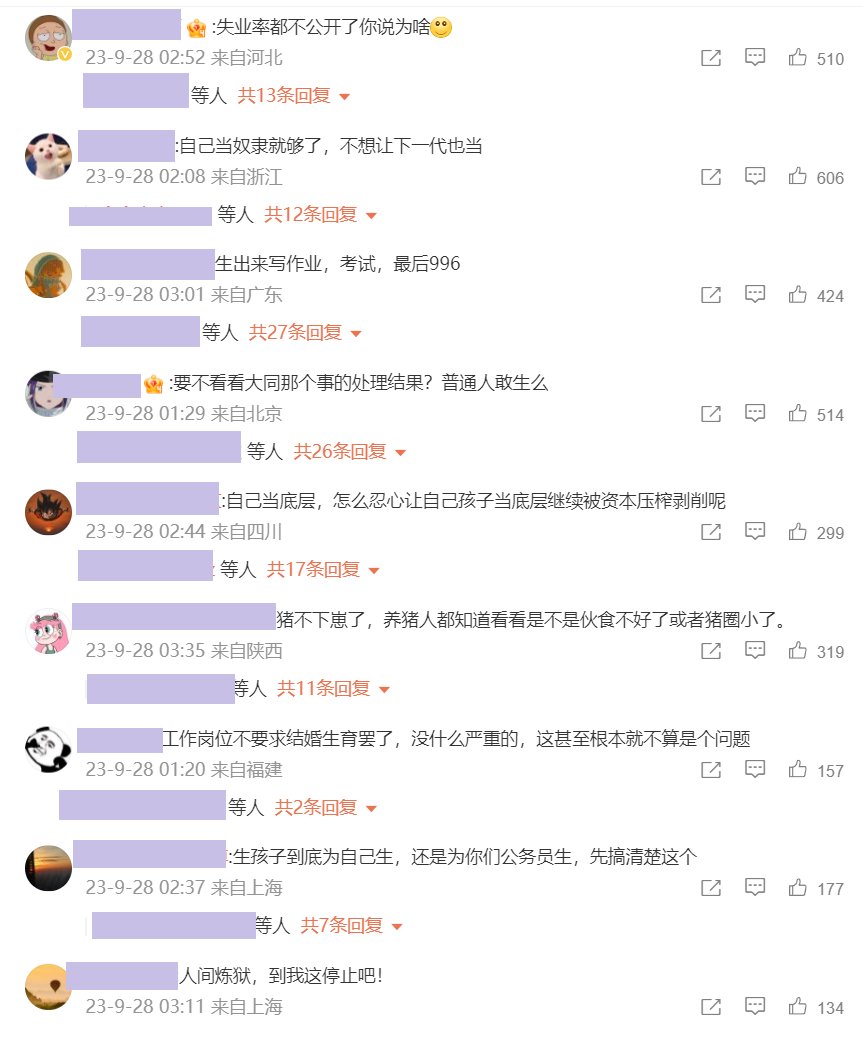 :失业率都不公开了你说为啥
23-9-28 02:52 来自河北
510
等人 共13条回复
:自己当奴隶就够了，不想让下一代也当
23-9-28 02:08 来自浙江
606
等人 共12条回复
生出来写作业，考试，最后996
23-9-28 03:01 来自广东
424
等人 共27条回复
:要不看看大同那个事的处理结果？普通人敢生么
23-9-28 01:29 来自北京
514
等人 共26条回复
:自己当底层，怎么忍心让自己孩子当底层继续被资本压榨剥削呢
23-9-28 02:44 来自四川
299
等人 共17条回复
猪不下崽了，养猪人都知道看看是不是伙食不好了或者猪圈小了。
23-9-28 03:35 来自陕西
319
等人 共11条回复
工作岗位不要求结婚生育罢了，没什么严重的，这甚至根本就不算是个问题
23-9-28 01:20 来自福建
157
等人 共2条回复
:生孩子到底为自己生，还是为你们公务员生，先搞清楚这个
23-9-28 02:37 来自上海
177
等人 共7条回复
人间炼狱，到我这停止吧！
23-9-28 03:11 来自上海
134